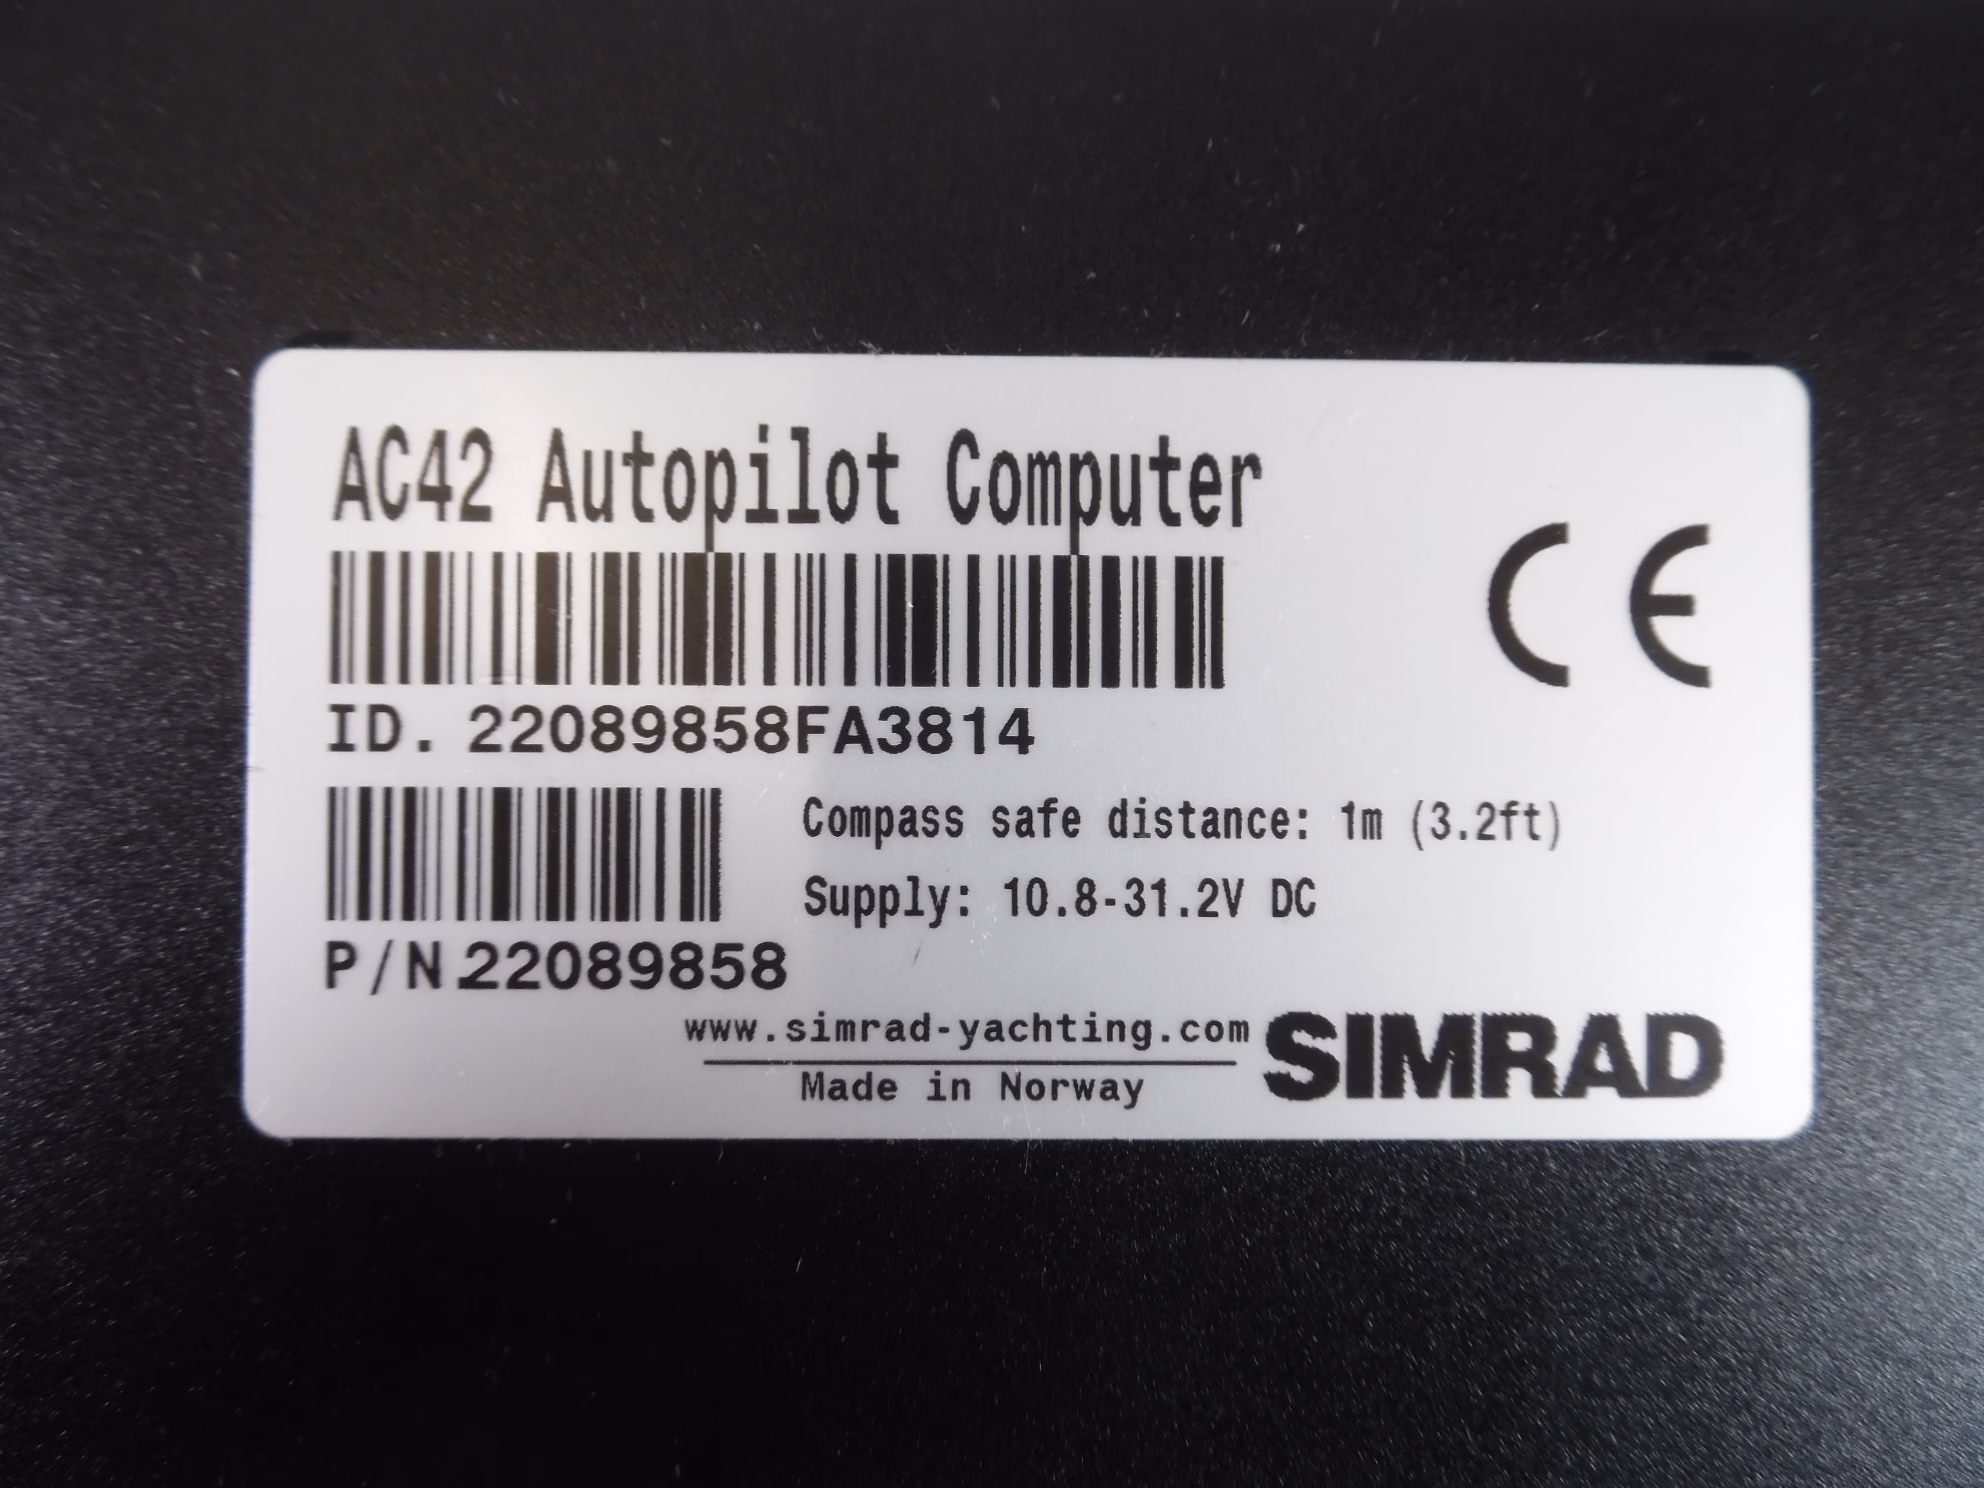 AC42 Autopilot Computer
CE
ID. 22089858FA3814
Compass safe distance: 1m (3.2ft)
Supply: 10.8-31.2V DC
P/N.22089858
www.simrad-yachting.com
Made in Norway
SIMRAD